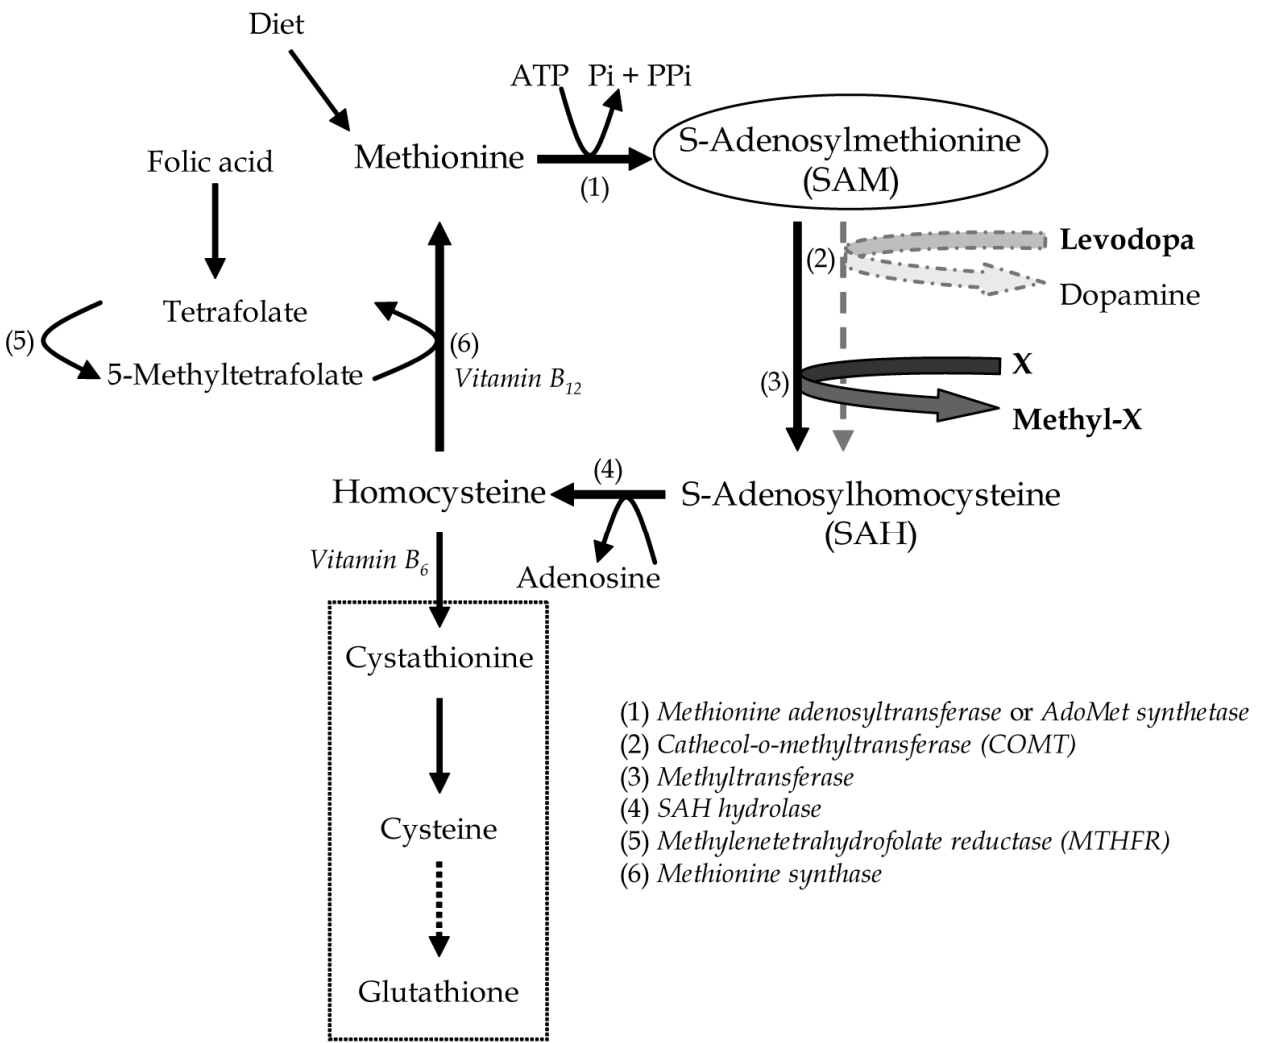 Diet
ATP Pi + PPi
Folic acid
Methionine
(1)
S-Adenosylmethionine
(SAM)
(2)
Levodopa
Dopamine
Tetrafolate
(5)
5-Methyltetrafolate
(6)
Vitamin B12
(3)
X
Methyl-X
Homocysteine
(4)
S-Adenosylhomocysteine
(SAH)
Vitamin B6
Adenosine
Cystathionine
Cysteine
Glutathione
(1) Methionine adenosyltransferase or AdoMet synthetase
(2) Cathecol-o-methyltransferase (COMT)
(3) Methyltransferase
(4) SAH hydrolase
(5) Methylenetetrahydrofolate reductase (MTHFR)
(6) Methionine synthase